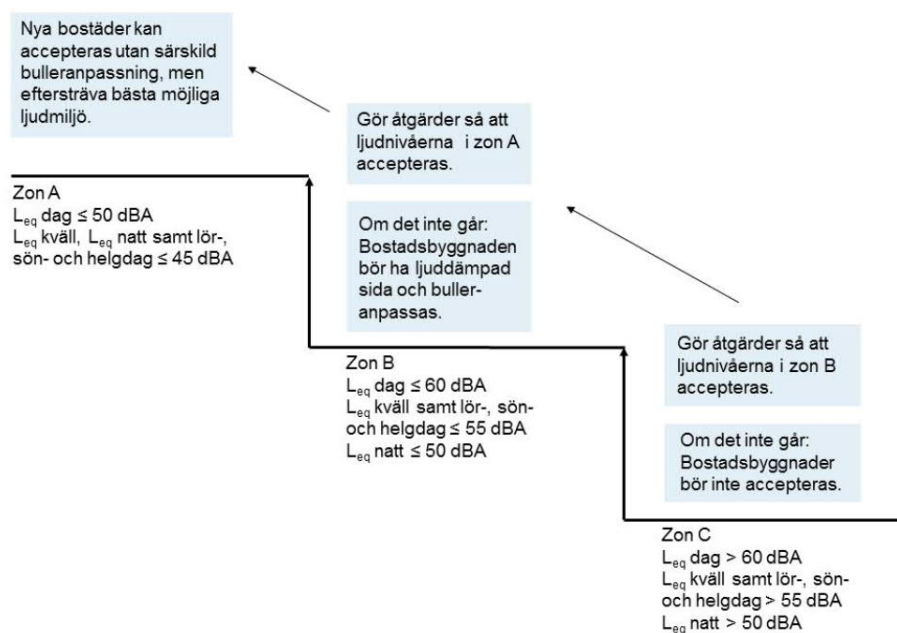 Nya bostäder kan
accepteras utan särskild
bulleranpassning, men
eftersträva bästa möjliga
ljudmiljö.
Zon A
Leq dag ≤ 50 dBA
Leq kväll, Leq natt samt lör-,
sön- och helgdag ≤ 45 dBA
Gör åtgärder så att
ljudnivåerna i zon A
accepteras.
Om det inte går:
Bostadsbyggnaden
bör ha ljuddämpad
sida och buller-
anpassas.
Zon B
Leq dag ≤ 60 dBA
Leq kväll samt lör-, sön-
och helgdag ≤ 55 dBA
Leq natt ≤ 50 dBA
Gör åtgärder så att
ljudnivåerna i zon B
accepteras.
Om det inte går:
Bostadsbyggnader
bör inte accepteras.
Zon C
Leq dag > 60 dBA
Leq kväll samt lör-, sön-
och helgdag > 55 dBA
Leq natt > 50 dBA